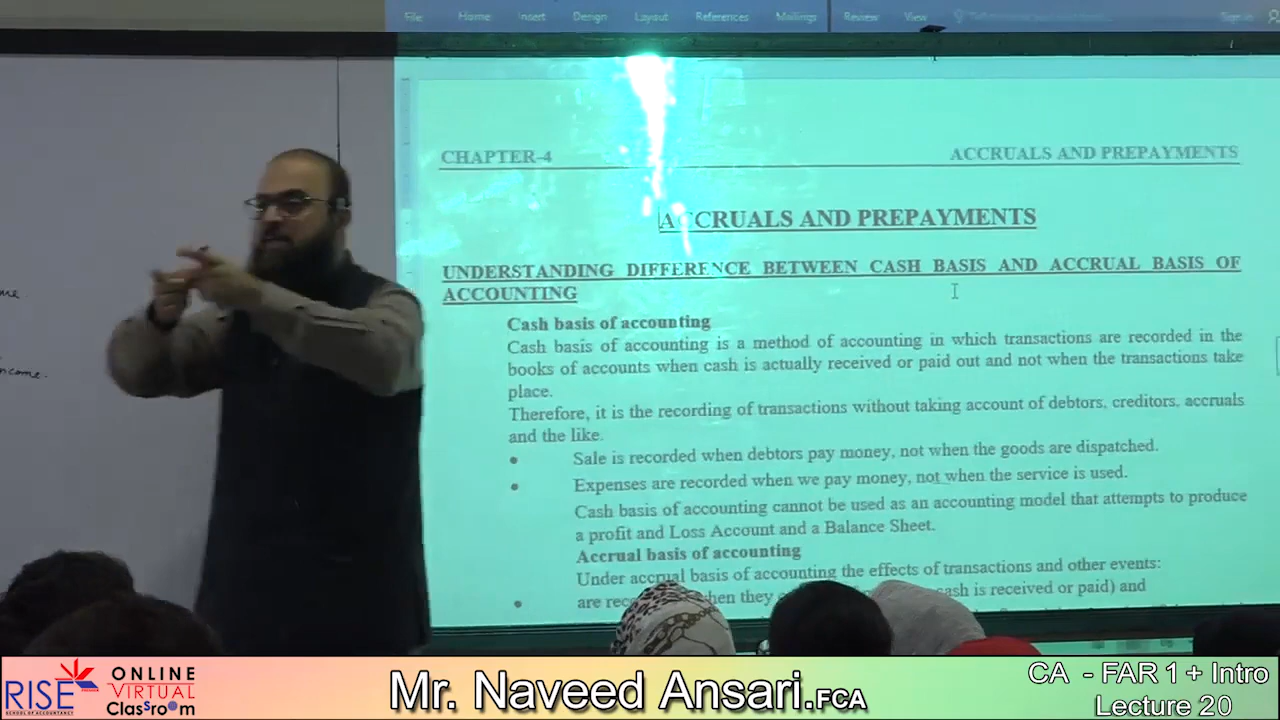 File Home Insert Design Layout References Mailings Review View
CHAPTER-4 ACCRUALS AND PREPAYMENTS
ACCRUALS AND PREPAYMENTS
UNDERSTANDING DIFFERENCE BETWEEN CASH BASIS AND ACCRUAL BASIS OF
ACCOUNTING
Cash basis of accounting
Cash basis of accounting is a method of accounting in which transactions are recorded in the
books of accounts when cash is actually received or paid out and not when the transactions take
place.
Therefore, it is the recording of transactions without taking account of debtors, creditors, accruals
and the like.
• Sale is recorded when debtors pay money, not when the goods are dispatched.
• Expenses are recorded when we pay money, not when the service is used.
Cash basis of accounting cannot be used as an accounting model that attempts to produce
a profit and Loss Account and a Balance Sheet.
Accrual basis of accounting
Under accrual basis of accounting the effects of transactions and other events:
• are when they cash is received or paid) and
RISE
SCHOOL OF ACCOUNTANCY
ONLINE
VIRTUAL
Classroom
Mr. Naveed Ansari.FCA
CA - FAR 1 + Intro
Lecture 20